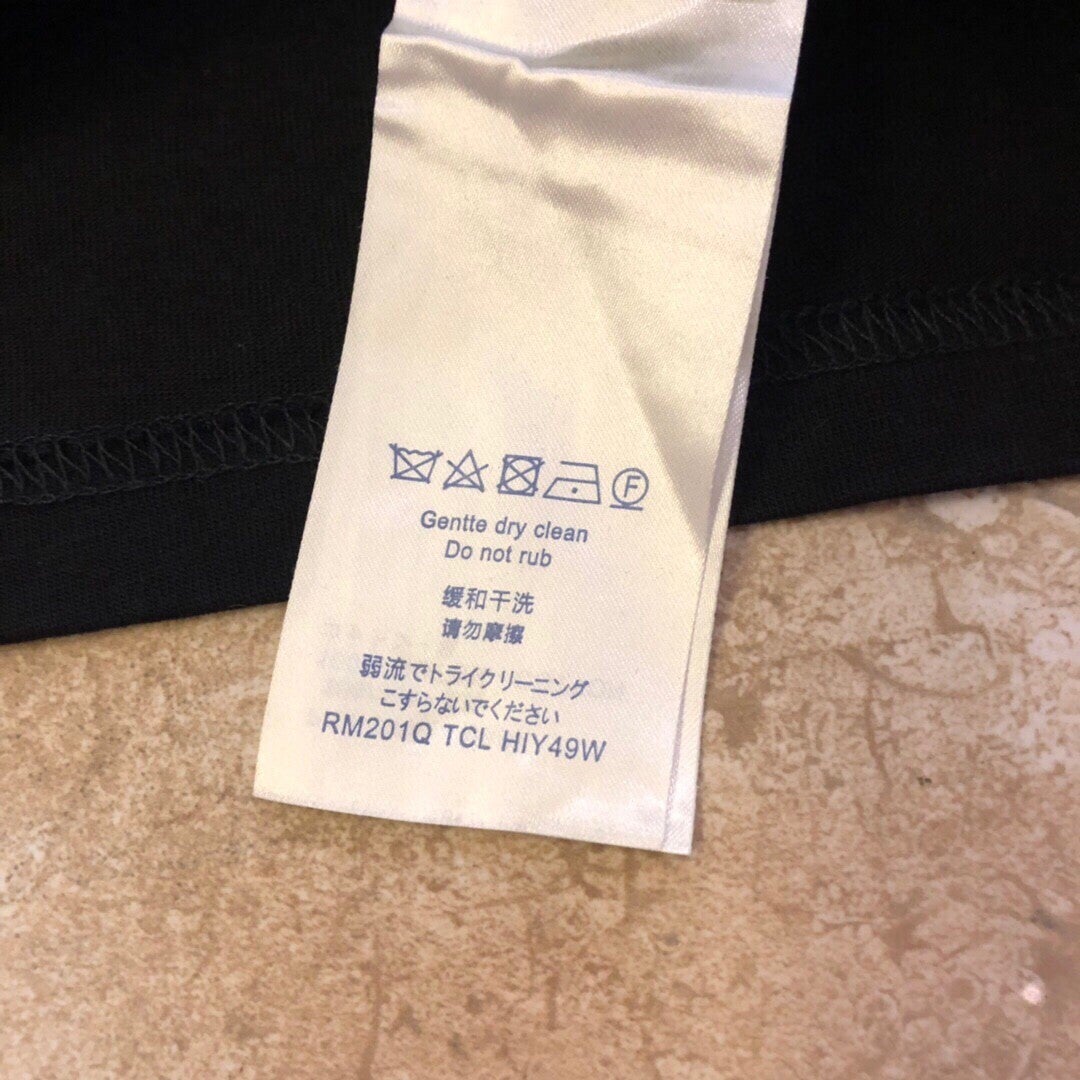 F
Gentte dry clean
Do not rub
缓和干洗
请勿摩擦
弱流でトライクリーニング
こすらないでください
RM201Q TCL HIY49W